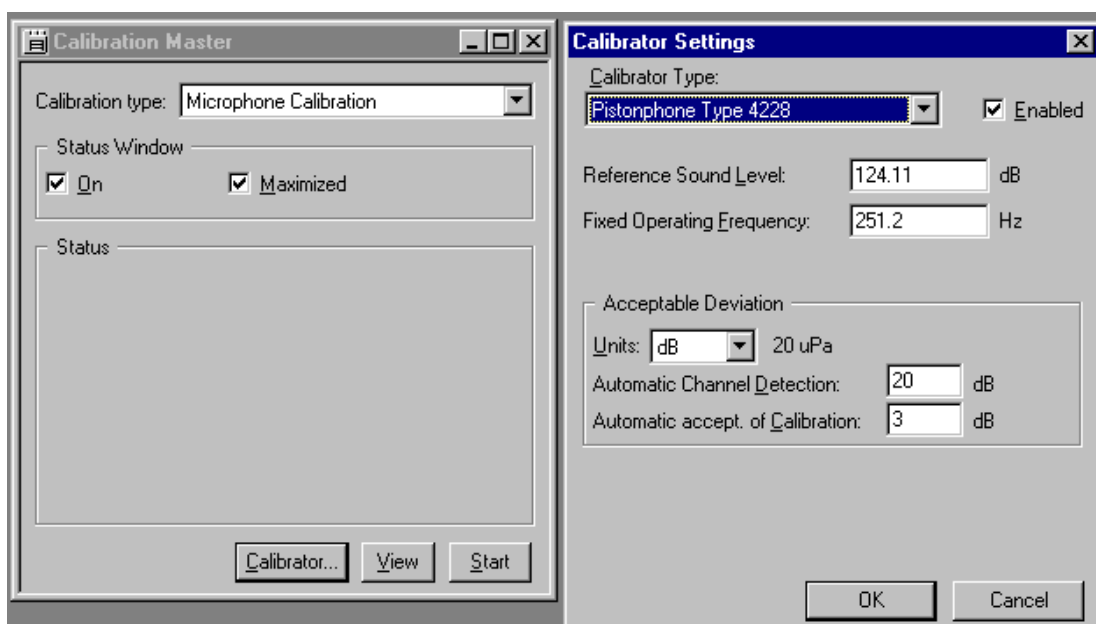 Calibration Master
Calibration type: Microphone Calibration
Status Window
On Maximized
Status
Calibrator... View Start
Calibrator Settings
Calibrator Type:
Pistonphone Type 4228 Enabled
Reference Sound Level: 124.11 dB
Fixed Operating Frequency: 251.2 Hz
Acceptable Deviation
Units: dB 20 uPa
Automatic Channel Detection: 20 dB
Automatic accept. of Calibration: 3 dB
OK Cancel